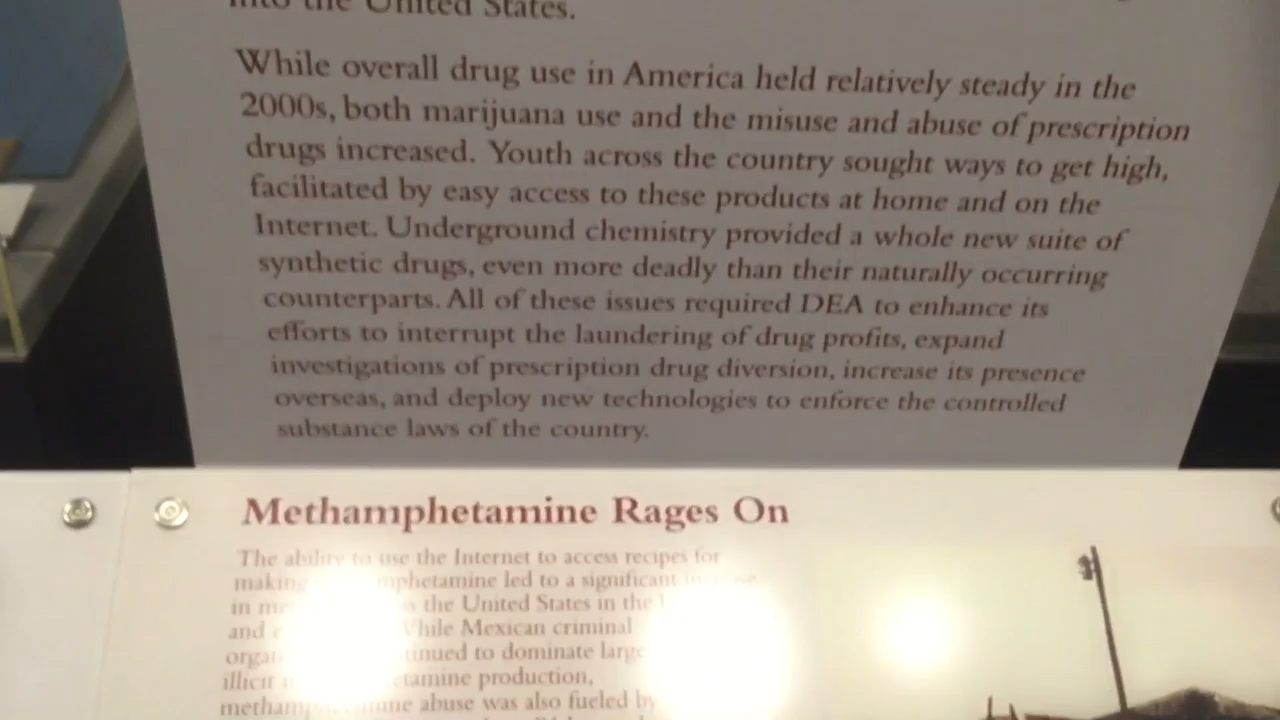 into the United States.
While overall drug use in America held relatively steady in the
2000s, both marijuana use and the misuse and abuse of prescription
drugs increased. Youth across the country sought ways to get high,
facilitated by easy access to these products at home and on the
Internet. Underground chemistry provided a whole new suite of
synthetic drugs, even more deadly than their naturally occurring
counterparts. All of these issues required DEA to enhance its
efforts to interrupt the laundering of drug profits, expand
investigations of prescription drug diversion, increase its presence
overseas, and deploy new technologies to enforce the controlled
substance laws of the country.
Methamphetamine Rages On
The ability to use the Internet to access recipes for
making led to a significant
in the United States in the
and While Mexican criminal
to dominate large
illicit production,
abuse was also fueled by